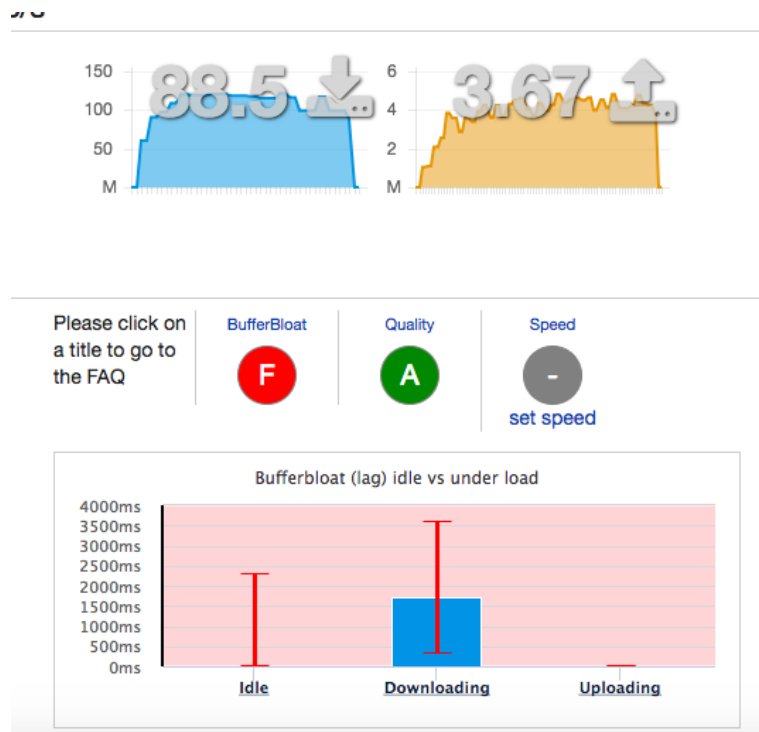 150
100
50
M
88.5
6
4
2
M
3.67
Please click on
a title to go to
the FAQ
BufferBloat
F
Quality
A
Speed
-
set speed
Bufferbloat (lag) idle vs under load
4000ms
3500ms
3000ms
2500ms
2000ms
1500ms
1000ms
500ms
0ms
Idle
Downloading
Uploading